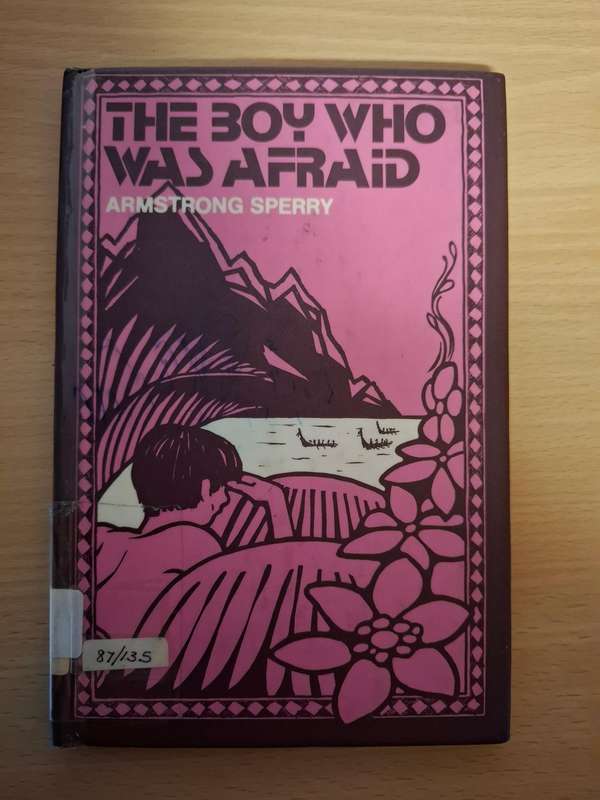 THE BOY WHO
WAS AFRAID
ARMSTRONG SPERRY
87/135